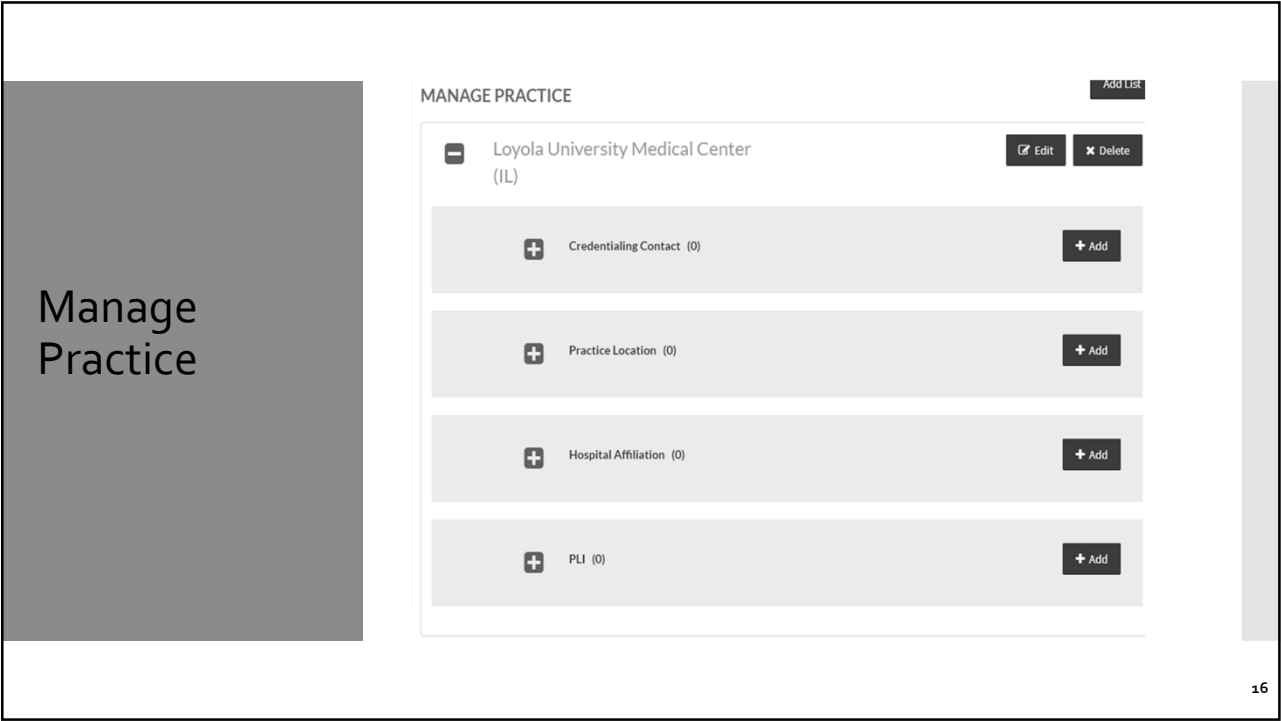 Manage
Practice
MANAGE PRACTICE
Add List
Loyola University Medical Center
(IL)
Edit
Delete
Credentialing Contact (0)
Add
Practice Location (0)
Add
Hospital Affiliation (0)
Add
PLI (0)
Add
16